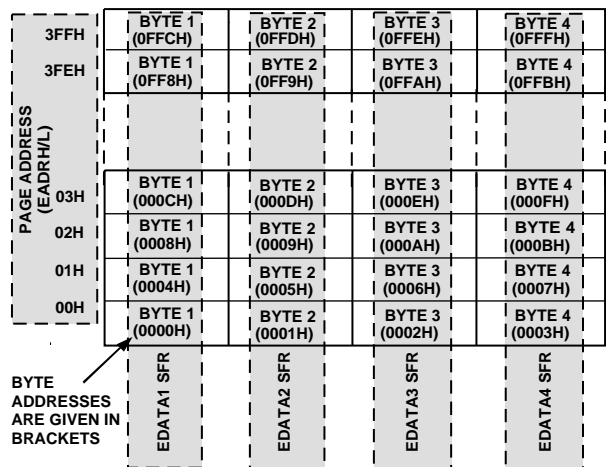 3FFH BYTE 1 BYTE 2 BYTE 3 BYTE 4
(0FFCH) (0FFDH) (0FFEH) (0FFFH)
3FEH BYTE 1 BYTE 2 BYTE 3 BYTE 4
(0FF8H) (0FF9H) (0FFAH) (0FFBH)
PAGE ADDRESS
(EADRH/L)
03H BYTE 1 BYTE 2 BYTE 3 BYTE 4
(000CH) (000DH) (000EH) (000FH)
02H BYTE 1 BYTE 2 BYTE 3 BYTE 4
(0008H) (0009H) (000AH) (000BH)
01H BYTE 1 BYTE 2 BYTE 3 BYTE 4
(0004H) (0005H) (0006H) (0007H)
00H BYTE 1 BYTE 2 BYTE 3 BYTE 4
(0000H) (0001H) (0002H) (0003H)
BYTE
ADDRESSES
ARE GIVEN IN
BRACKETS
EDATA1 SFR
EDATA2 SFR
EDATA3 SFR
EDATA4 SFR